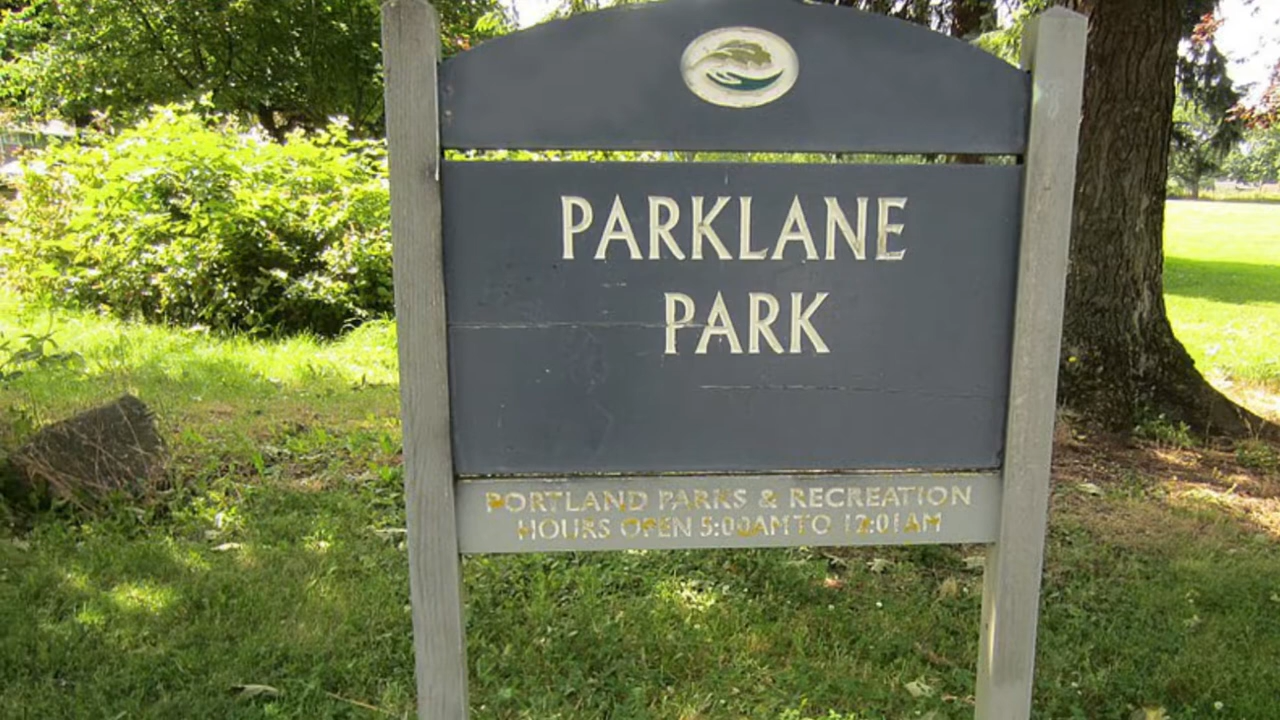 PARKLANE
PARK
PORTLAND PARKS & RECREATION
HOURS OPEN 5:00AM TO 12:01AM